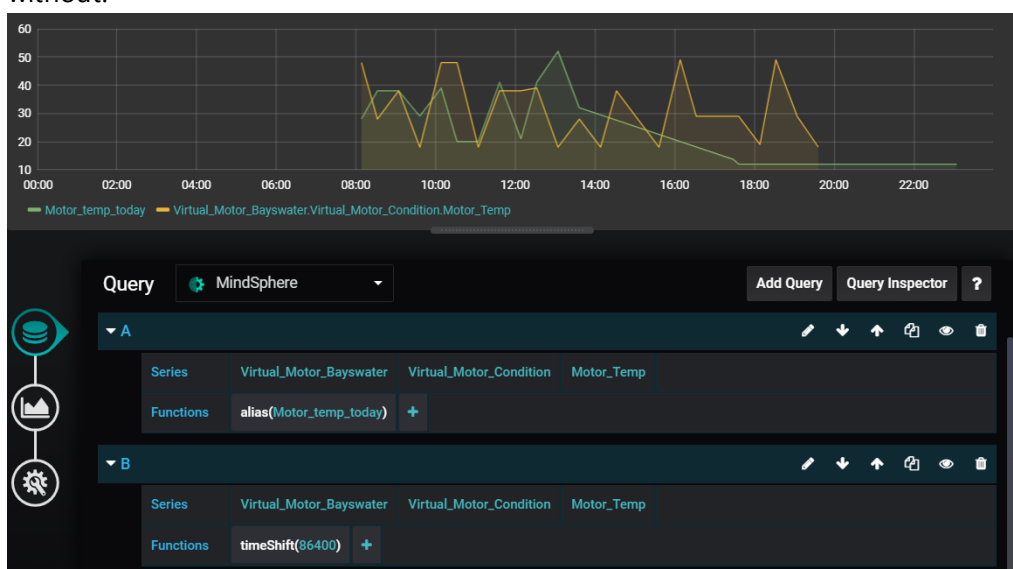 60
50
40
30
20
10
00:00 02:00 04:00 06:00 08:00 10:00 12:00 14:00 16:00 18:00 20:00 22:00
Motor_temp_today Virtual_Motor_Bayswater.Virtual_Motor_Condition.Motor_Temp
Query MindSphere Add Query Query Inspector ?
A
Series Virtual_Motor_Bayswater Virtual_Motor_Condition Motor_Temp
Functions alias(Motor_temp_today) +
B
Series Virtual_Motor_Bayswater Virtual_Motor_Condition Motor_Temp
Functions timeShift(86400) +